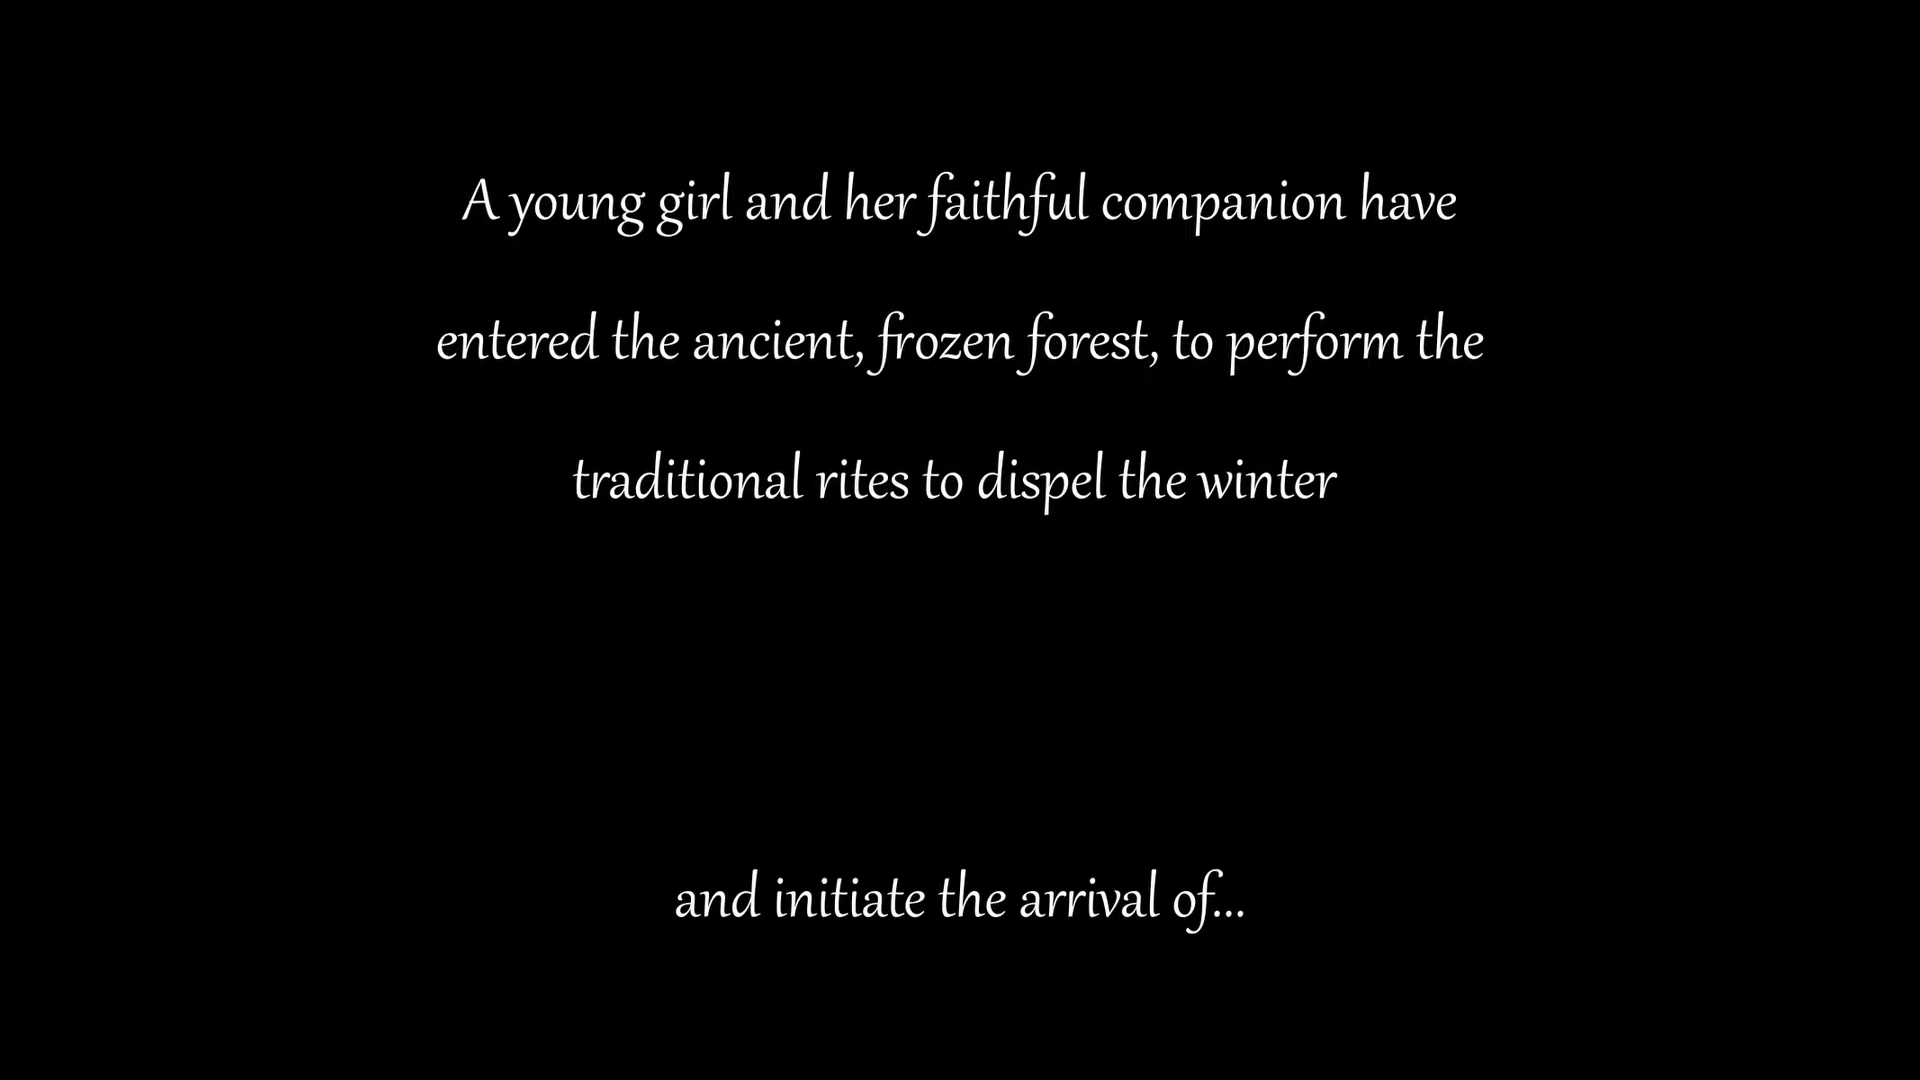 A young girl and her faithful companion have
entered the ancient, frozen forest, to perform the
traditional rites to dispel the winter
and initiate the arrival of...